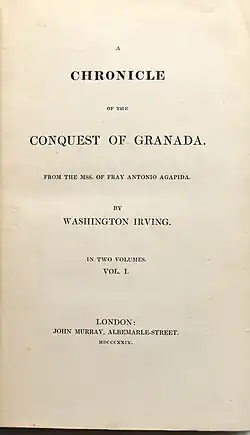 A
CHRONICLE
OF THE
CONQUEST OF GRANADA.
FROM THE MSS. OF FRAY ANTONIO AGAPIDA.
BY
WASHINGTON IRVING.
IN TWO VOLUMES.
VOL. I.
LONDON:
JOHN MURRAY, ALBEMARLE-STREET.
MDCCCXXIX.